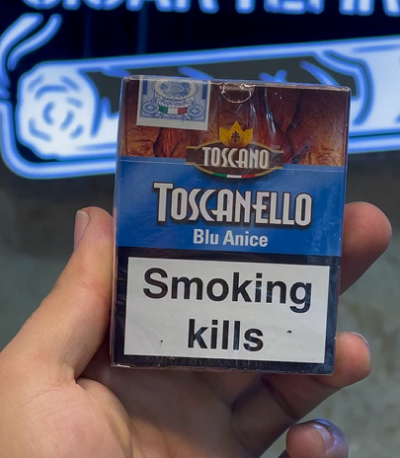 TOSCANO
TOSCANELLO
Blu Anice
Smoking
kills